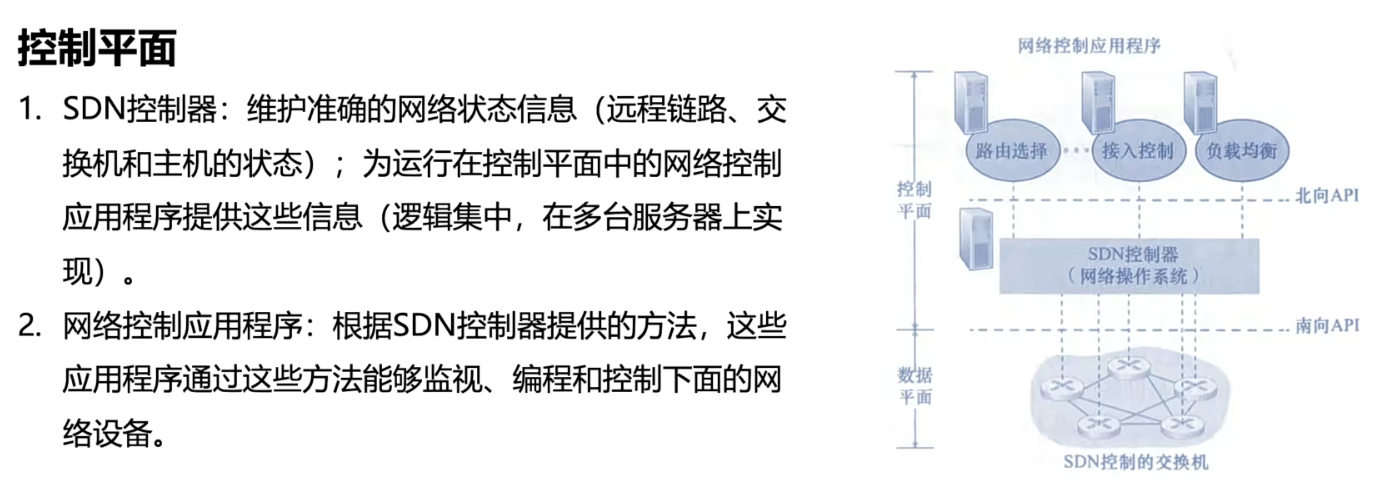 控制平面
1. SDN控制器：维护准确的网络状态信息（远程链路、交
换机和主机的状态）；为运行在控制平面中的网络控制
应用程序提供这些信息（逻辑集中，在多台服务器上实
现）。
2. 网络控制应用程序：根据SDN控制器提供的方法，这些
应用程序通过这些方法能够监视、编程和控制下面的网
络设备。
网络控制应用程序
路由选择
接入控制
负载均衡
控制
平面
北向API
SDN控制器
（网络操作系统）
南向API
数据
平面
SDN控制的交换机